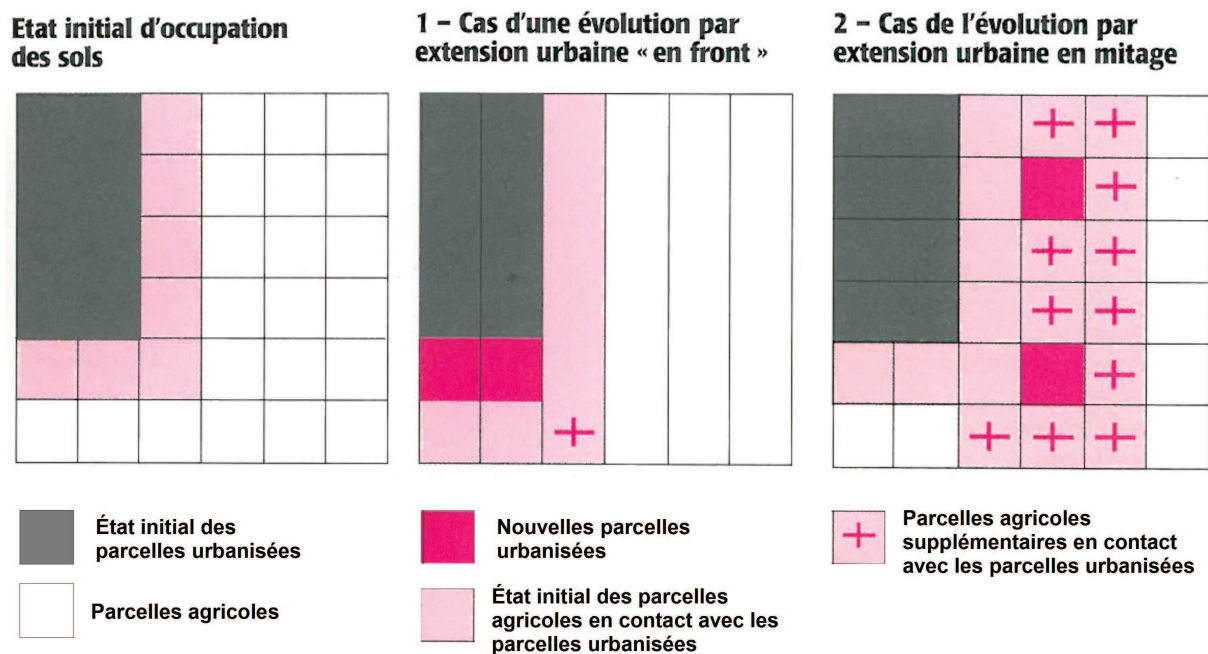 Etat initial d'occupation
des sols
1 – Cas d'une évolution par
extension urbaine « en front »
2 – Cas de l'évolution par
extension urbaine en mitage
État initial des
parcelles urbanisées
Parcelles agricoles
Nouvelles parcelles
urbanisées
État initial des parcelles
agricoles en contact avec les
parcelles urbanisées
Parcelles agricoles
supplémentaires en contact
avec les parcelles urbanisées